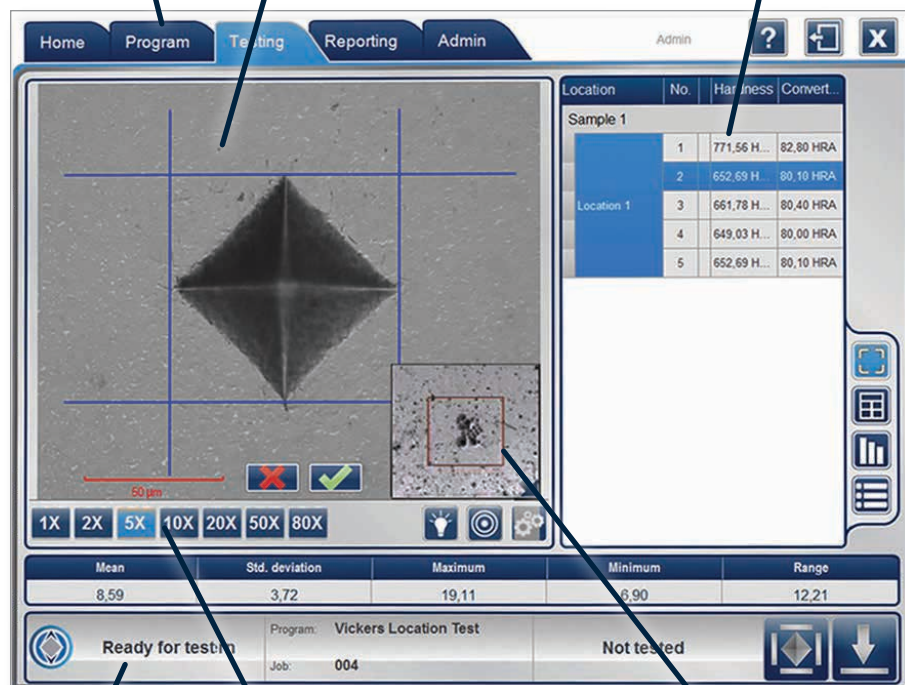 Home Program Testing Reporting Admin Admin ? X
Location No. Hardness Convert...
Sample 1
1 771,56 H... 82,80 HRA
2 652,69 H... 80,10 HRA
Location 1 3 661,78 H... 80,40 HRA
4 649,03 H... 80,00 HRA
5 652,69 H... 80,10 HRA
50 µm
1X 2X 5X 10X 20X 50X 80X
Mean Std. deviation Maximum Minimum Range
8,59 3,72 19,11 6,90 12,21
Program: Vickers Location Test
Ready for testin Not tested
Job: 004